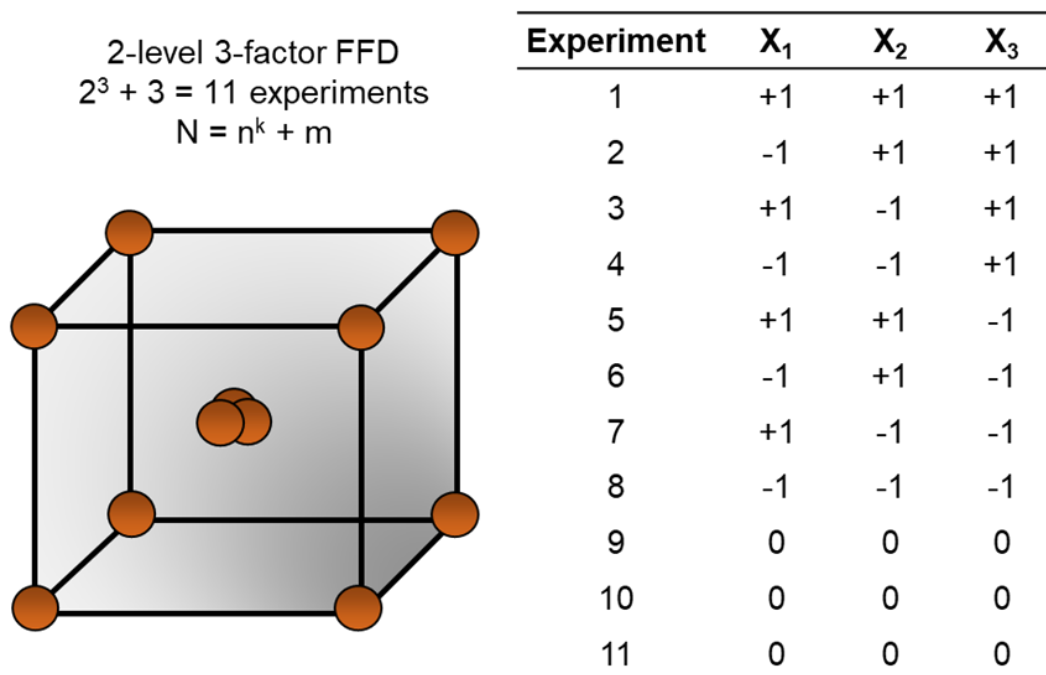 2-level 3-factor FFD
2³ + 3 = 11 experiments
N = nᵏ + m
Experiment X₁ X₂ X₃
1 +1 +1 +1
2 -1 +1 +1
3 +1 -1 +1
4 -1 -1 +1
5 +1 +1 -1
6 -1 +1 -1
7 +1 -1 -1
8 -1 -1 -1
9 0 0 0
10 0 0 0
11 0 0 0